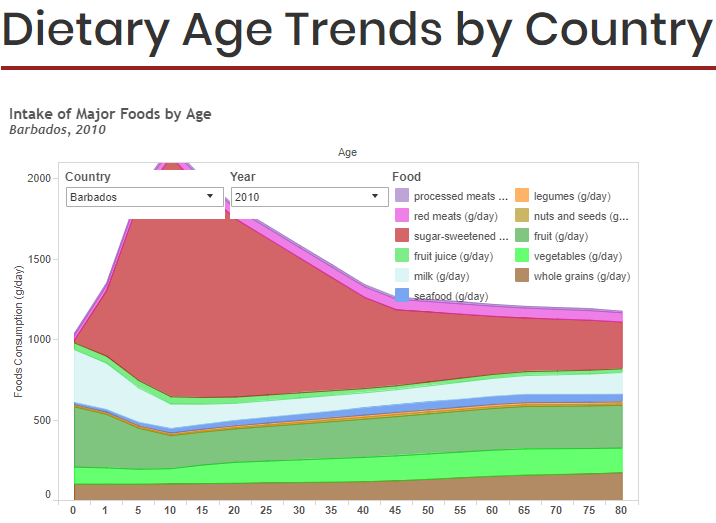 Dietary Age Trends by Country
Intake of Major Foods by Age
Barbados, 2010
Age
Country
Year
Food
Barbados
2010
processed meats ...
legumes (g/day)
red meats (g/day)
nuts and seeds (g...
sugar-sweetened ...
fruit (g/day)
fruit juice (g/day)
vegetables (g/day)
milk (g/day)
whole grains (g/day)
seafood (g/day)
Foods Consumption (g/day)
2000
1500
1000
500
0
0 1 5 10 15 20 25 30 35 40 45 50 55 60 65 70 75 80